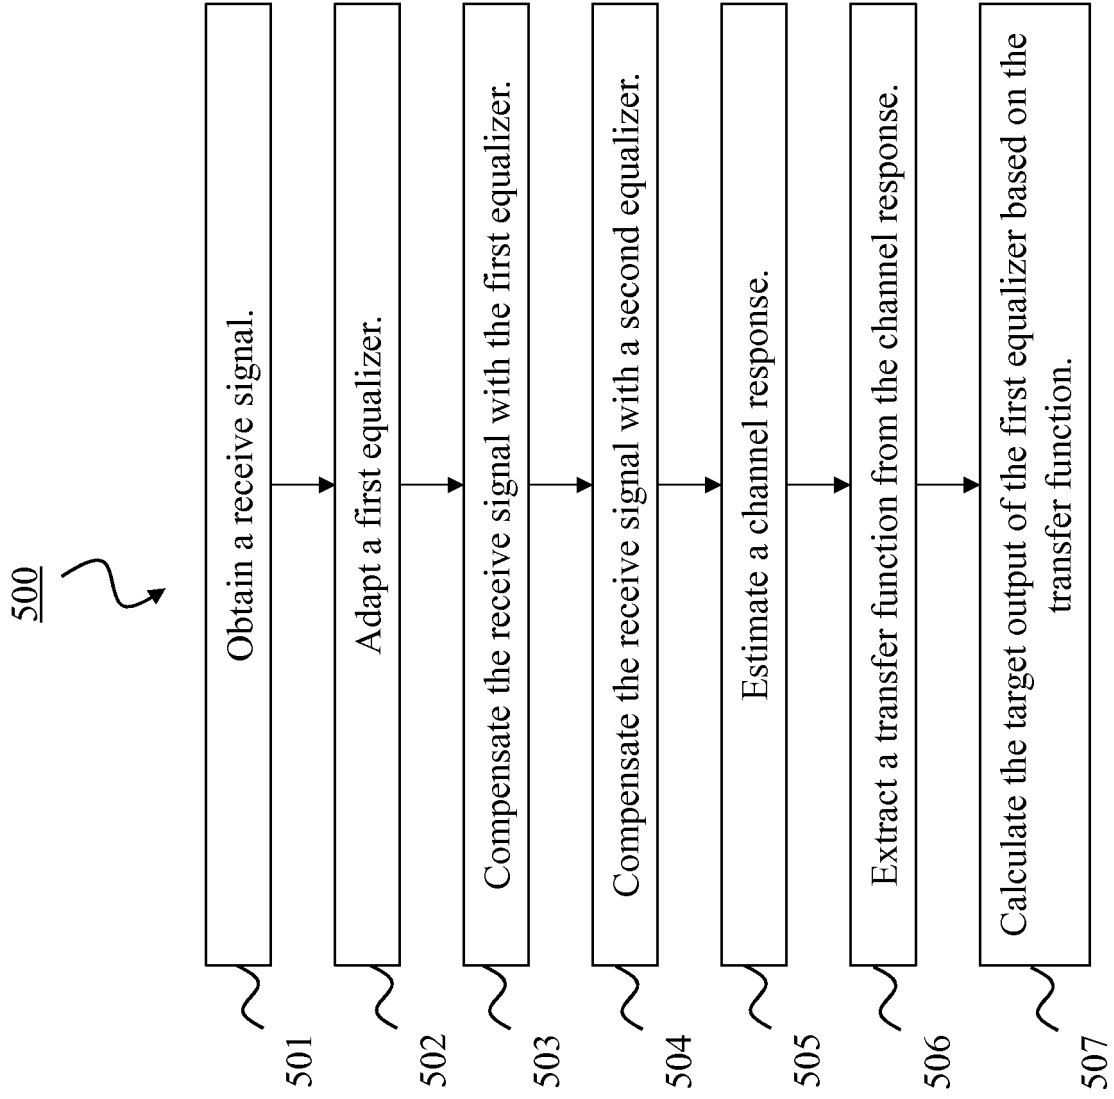 500
Obtain a receive signal.
501
Adapt a first equalizer.
502
Compensate the receive signal with the first equalizer.
503
Compensate the receive signal with a second equalizer.
504
Estimate a channel response.
505
Extract a transfer function from the channel response.
506
Calculate the target output of the first equalizer based on the
transfer function.
507